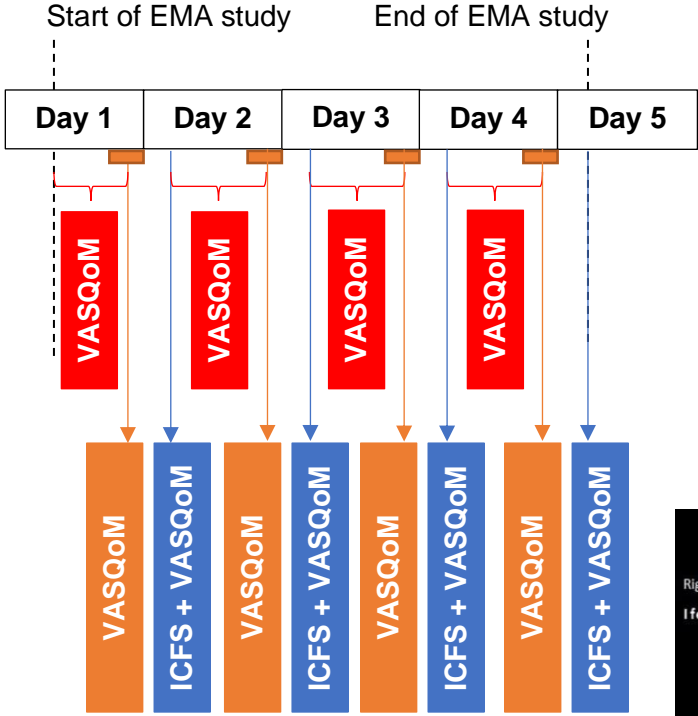 Start of EMA study
End of EMA study
Day 1
Day 2
Day 3
Day 4
Day 5
VASQoM
VASQoM
VASQoM
VASQoM
VASQoM
ICFS + VASQoM
VASQoM
ICFS + VASQoM
VASQoM
ICFS + VASQoM
VASQoM
ICFS + VASQoM